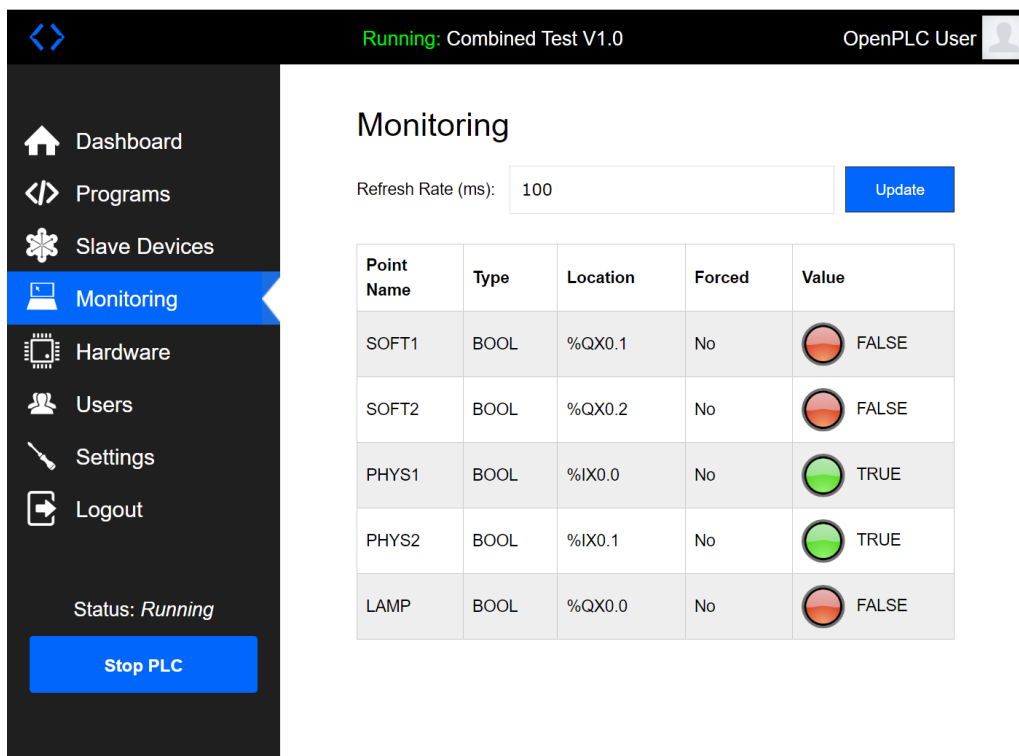 Running: Combined Test V1.0
OpenPLC User
Dashboard
Programs
Slave Devices
Monitoring
Hardware
Users
Settings
Logout
Status: Running
Stop PLC
Monitoring
Refresh Rate (ms): 100 Update
Point Name Type Location Forced Value
SOFT1 BOOL %QX0.1 No FALSE
SOFT2 BOOL %QX0.2 No FALSE
PHYS1 BOOL %IX0.0 No TRUE
PHYS2 BOOL %IX0.1 No TRUE
LAMP BOOL %QX0.0 No FALSE